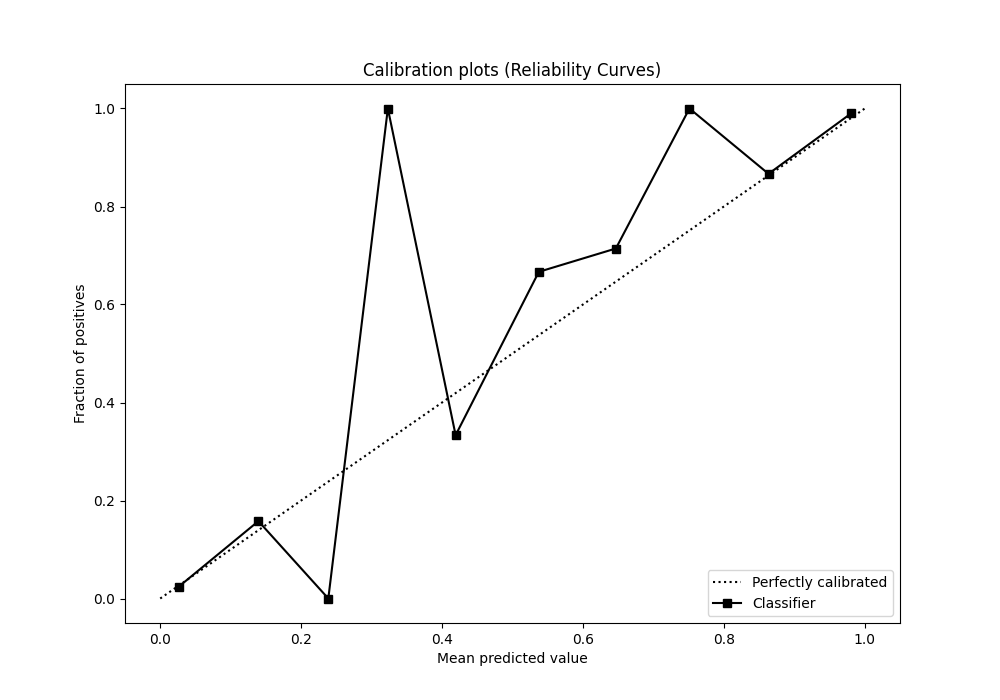 Calibration plots (Reliability Curves)
1.0
0.8
0.6
0.4
0.2
0.0
Fraction of positives
0.0 0.2 0.4 0.6 0.8 1.0
Mean predicted value
Perfectly calibrated
Classifier